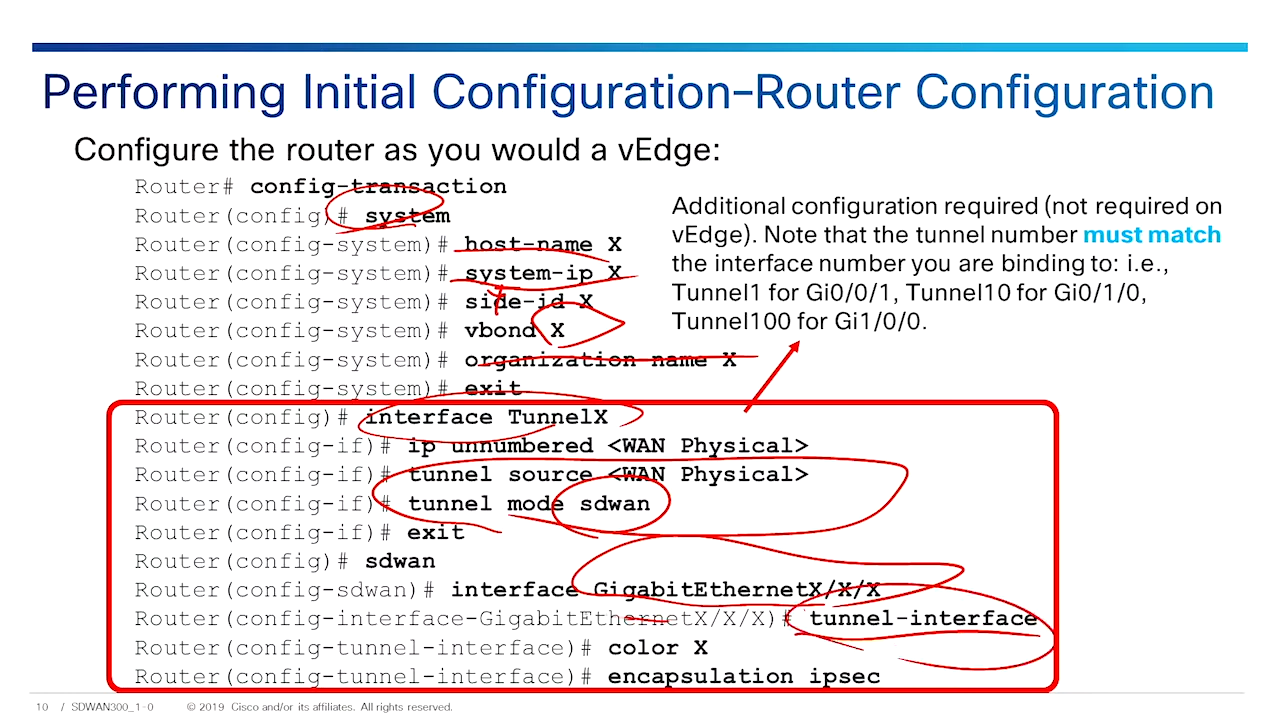 Performing Initial Configuration–Router Configuration
Configure the router as you would a vEdge:
Router# config-transaction
Router(config)# system
Router(config-system)# host-name X
Router(config-system)# system-ip X
Router(config-system)# side-id X
Router(config-system)# vbond X
Router(config-system)# organization-name X
Router(config-system)# exit
Router(config)# interface TunnelX
Router(config-if)# ip unnumbered <WAN Physical>
Router(config-if)# tunnel source <WAN Physical>
Router(config-if)# tunnel mode sdwan
Router(config-if)# exit
Router(config)# sdwan
Router(config-sdwan)# interface GigabitEthernetX/X/X
Router(config-interface-GigabitEthernetX/X/X)# tunnel-interface
Router(config-tunnel-interface)# color X
Router(config-tunnel-interface)# encapsulation ipsec
Additional configuration required (not required on
vEdge). Note that the tunnel number must match
the interface number you are binding to: i.e.,
Tunnel1 for Gi0/0/1, Tunnel10 for Gi0/1/0,
Tunnel100 for Gi1/0/0.
10 / SDWAN300_1-0 © 2019 Cisco and/or its affiliates. All rights reserved.